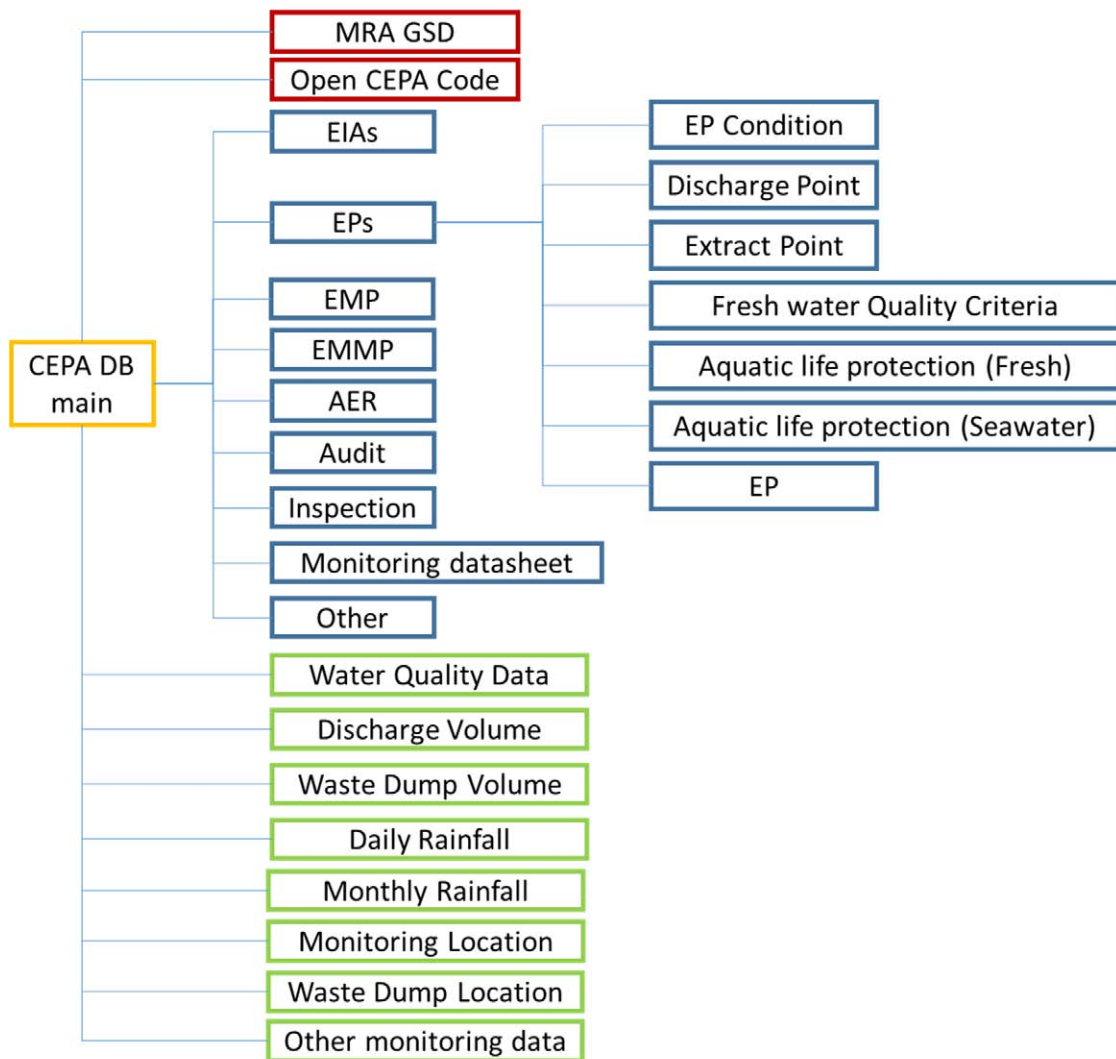 MRA GSD
Open CEPA Code
EIAs
EPs
EMP
EMMP
AER
Audit
Inspection
Monitoring datasheet
Other
CEPA DB
main
EP Condition
Discharge Point
Extract Point
Fresh water Quality Criteria
Aquatic life protection (Fresh)
Aquatic life protection (Seawater)
EP
Water Quality Data
Discharge Volume
Waste Dump Volume
Daily Rainfall
Monthly Rainfall
Monitoring Location
Waste Dump Location
Other monitoring data